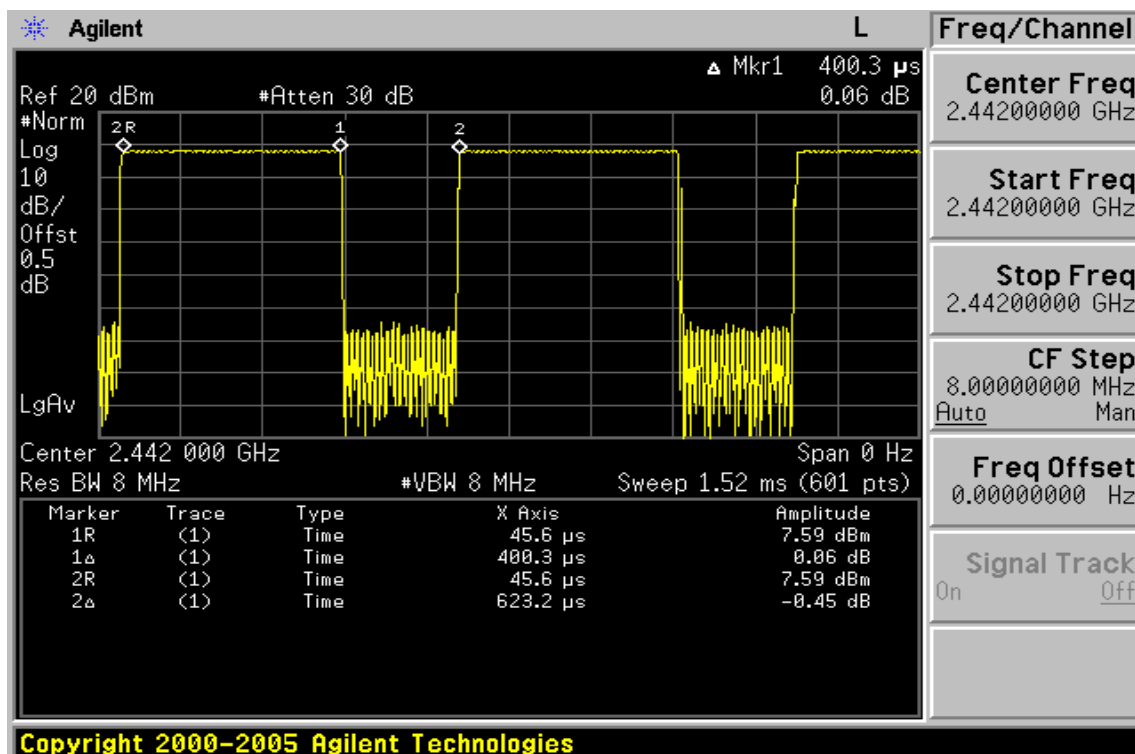 Agilent L
Δ Mkr1 400.3 µs
Ref 20 dBm #Atten 30 dB 0.06 dB
#Norm
Log
10
dB/
Offst
0.5
dB
LgAv
2R 1 2
Center 2.442 000 GHz Span 0 Hz
Res BW 8 MHz #VBW 8 MHz Sweep 1.52 ms (601 pts)
Marker Trace Type X Axis Amplitude
1R (1) Time 45.6 µs 7.59 dBm
1Δ (1) Time 400.3 µs 0.06 dB
2R (1) Time 45.6 µs 7.59 dBm
2Δ (1) Time 623.2 µs -0.45 dB
Freq/Channel
Center Freq
2.44200000 GHz
Start Freq
2.44200000 GHz
Stop Freq
2.44200000 GHz
CF Step
8.00000000 MHz
Auto Man
Freq Offset
0.00000000 Hz
Signal Track
On Off
Copyright 2000-2005 Agilent Technologies